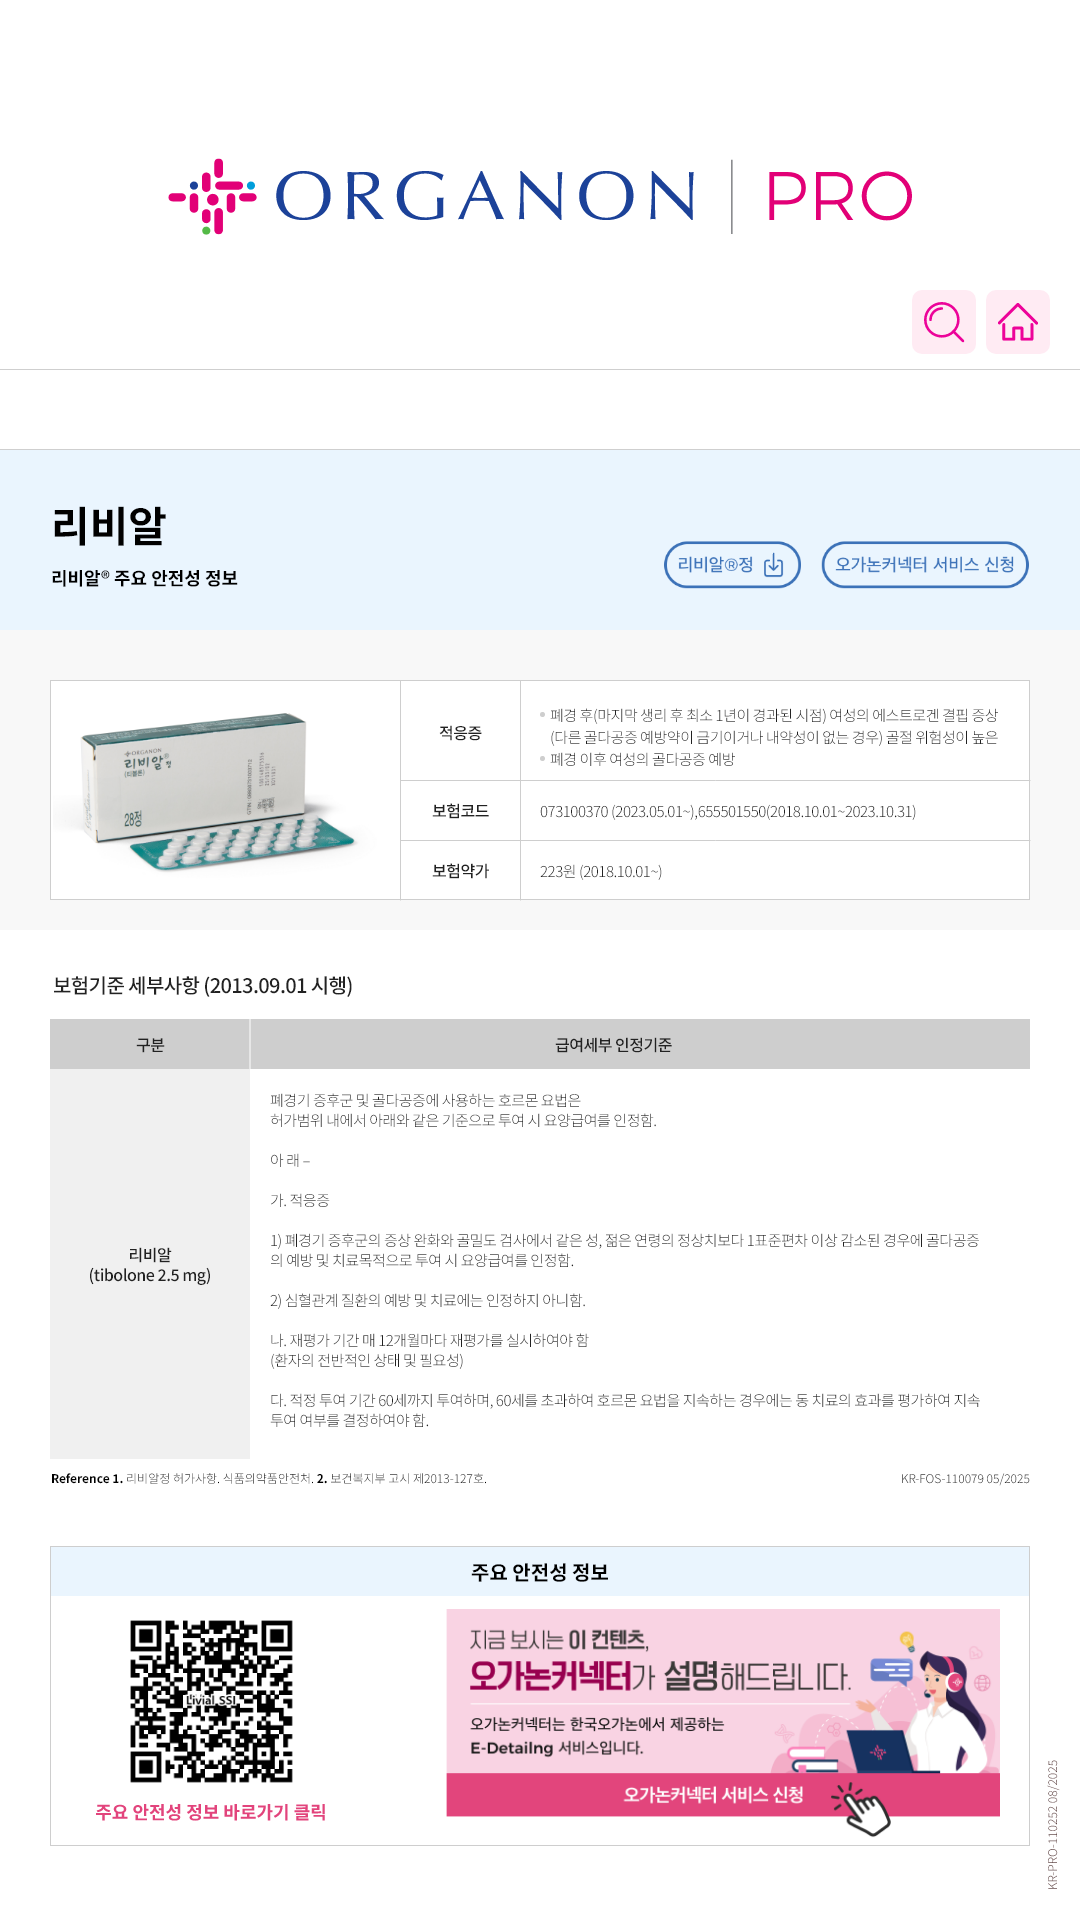 ORGANON PRO
리비알
리비알® 주요 안전성 정보
리비알®정
오가논커넥터 서비스 신청
ORGANON
리비알®정
(티볼론)
28정
적응증
• 폐경 후(마지막 생리 후 최소 1년이 경과된 시점) 여성의 에스트로겐 결핍 증상
(다른 골다공증 예방약이 금기이거나 내약성이 없는 경우) 골절 위험성이 높은
• 폐경 이후 여성의 골다공증 예방
보험코드
073100370 (2023.05.01~),655501550(2018.10.01~2023.10.31)
보험약가
223원 (2018.10.01~)
보험기준 세부사항 (2013.09.01 시행)
구분
급여세부 인정기준
리비알
(tibolone 2.5 mg)
폐경기 증후군 및 골다공증에 사용하는 호르몬 요법은
허가범위 내에서 아래와 같은 기준으로 투여 시 요양급여를 인정함.
아 래 –
가. 적응증
1) 폐경기 증후군의 증상 완화와 골밀도 검사에서 같은 성, 젊은 연령의 정상치보다 1표준편차 이상 감소된 경우에 골다공증
의 예방 및 치료목적으로 투여 시 요양급여를 인정함.
2) 심혈관계 질환의 예방 및 치료에는 인정하지 아니함.
나. 재평가 기간 매 12개월마다 재평가를 실시하여야 함
(환자의 전반적인 상태 및 필요성)
다. 적정 투여 기간 60세까지 투여하며, 60세를 초과하여 호르몬 요법을 지속하는 경우에는 동 치료의 효과를 평가하여 지속
투여 여부를 결정하여야 함.
Reference 1. 리비알정 허가사항. 식품의약품안전처. 2. 보건복지부 고시 제2013-127호.
KR-FOS-110079 05/2025
주요 안전성 정보
Livial SSI
주요 안전성 정보 바로가기 클릭
지금 보시는 이 컨텐츠,
오가논커넥터가 설명해드립니다.
오가논커넥터는 한국오가논에서 제공하는
E-Detailng 서비스입니다.
오가논커넥터 서비스 신청
KR-PRO-110252 08/2025